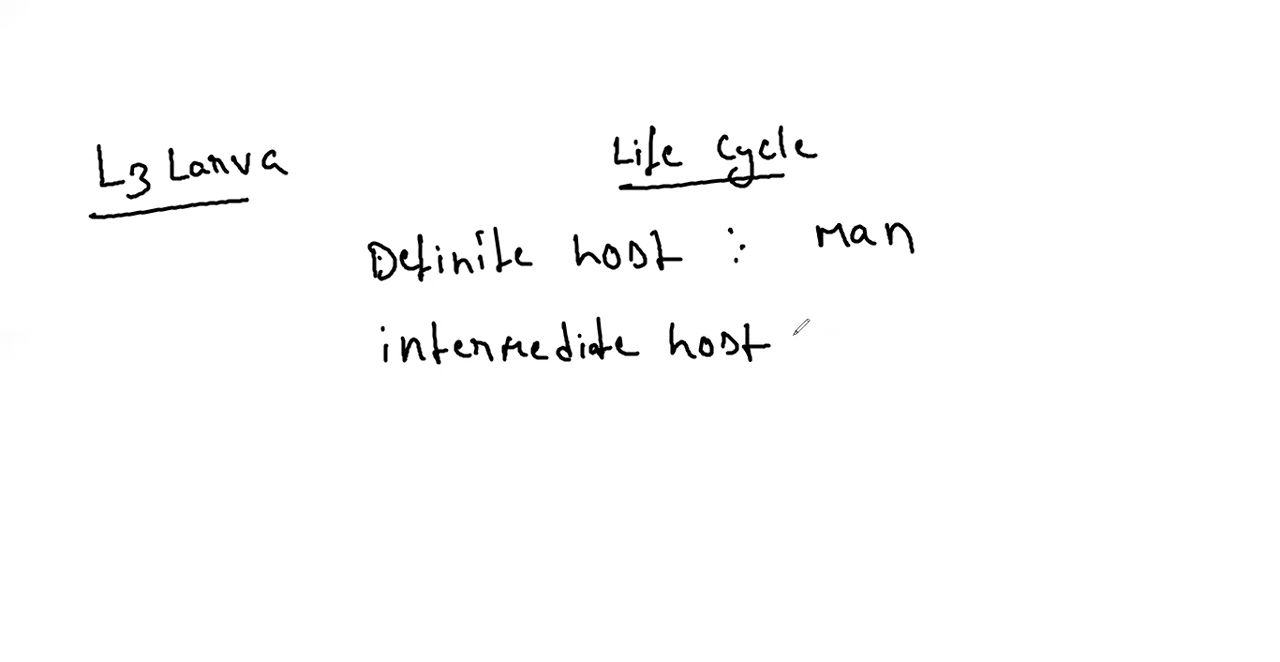 L3 Larva
Life Cycle
Definite host : Man
intermediate host